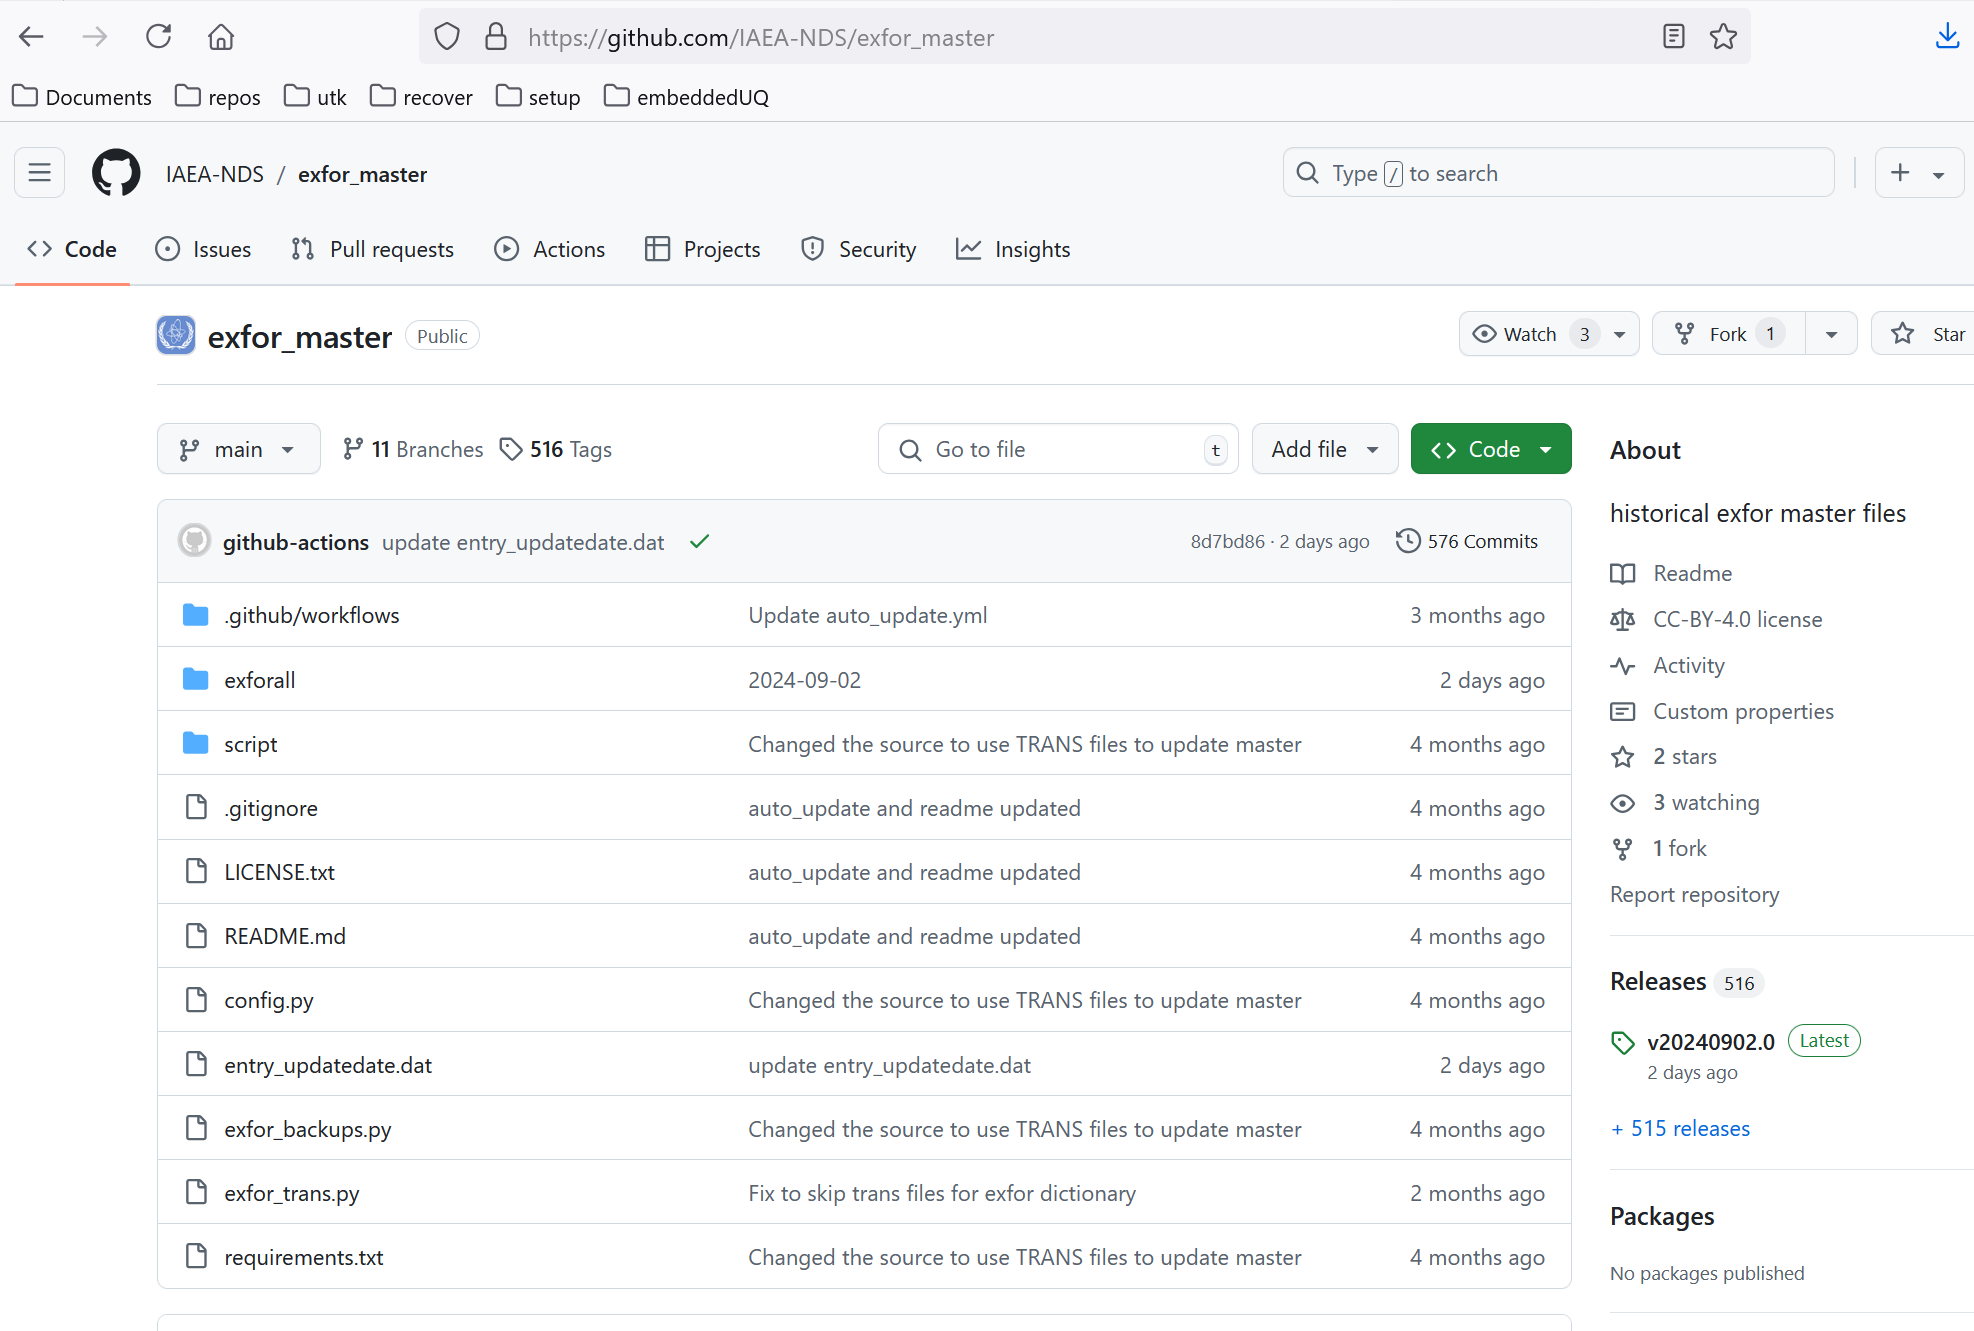 https://github.com/IAEA-NDS/exfor_master
Documents repos utk recover setup embeddedUQ
IAEA-NDS / exfor_master Type / to search
Code Issues Pull requests Actions Projects Security Insights
exfor_master Public Watch 3 Fork 1 Star
main 11 Branches 516 Tags Go to file t Add file Code
github-actions update entry_updatedate.dat 8d7bd86 · 2 days ago 576 Commits
.github/workflows Update auto_update.yml 3 months ago
exforall 2024-09-02 2 days ago
script Changed the source to use TRANS files to update master 4 months ago
.gitignore auto_update and readme updated 4 months ago
LICENSE.txt auto_update and readme updated 4 months ago
README.md auto_update and readme updated 4 months ago
config.py Changed the source to use TRANS files to update master 4 months ago
entry_updatedate.dat update entry_updatedate.dat 2 days ago
exfor_backups.py Changed the source to use TRANS files to update master 4 months ago
exfor_trans.py Fix to skip trans files for exfor dictionary 2 months ago
requirements.txt Changed the source to use TRANS files to update master 4 months ago
About
historical exfor master files
Readme
CC-BY-4.0 license
Activity
Custom properties
2 stars
3 watching
1 fork
Report repository
Releases 516
v20240902.0 Latest
2 days ago
+ 515 releases
Packages
No packages published